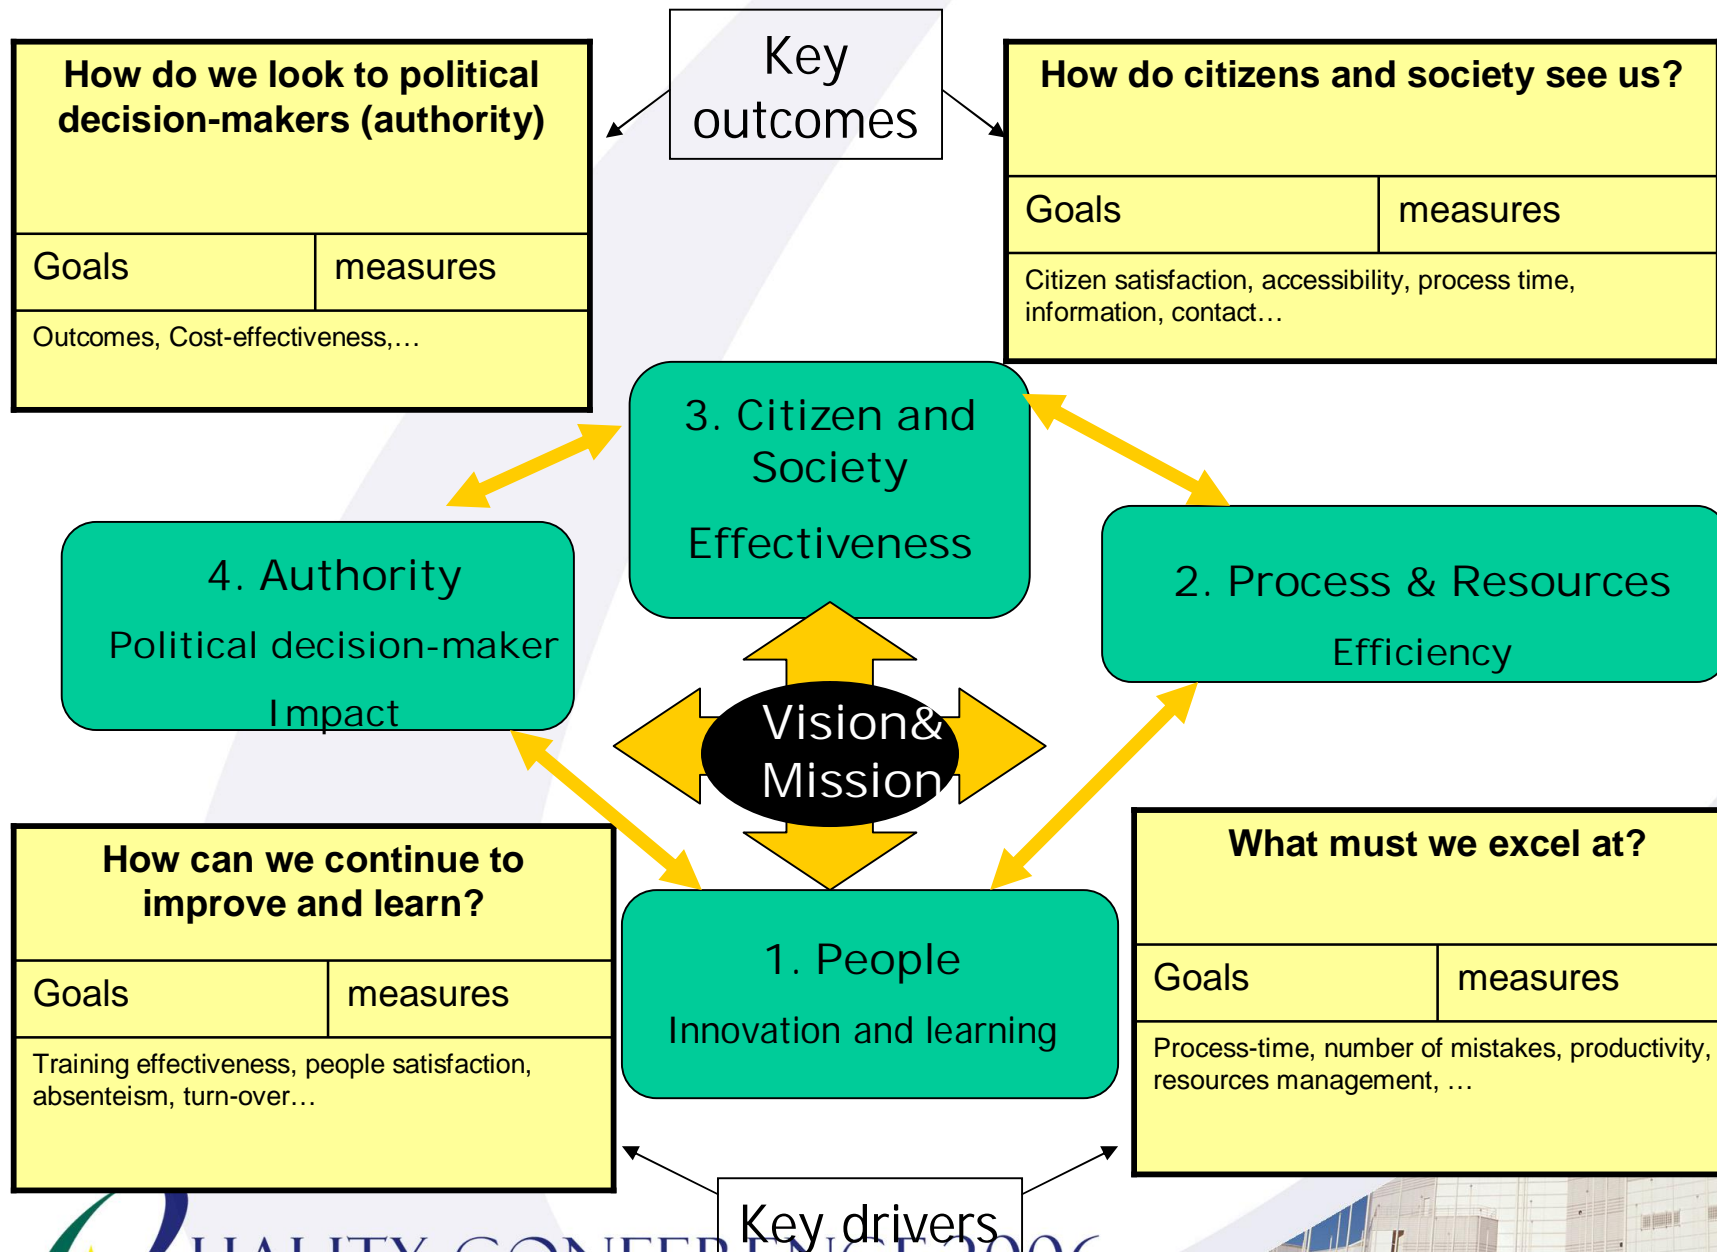 Key
outcomes
How do we look to political
decision-makers (authority)
Goals
measures
Outcomes, Cost-effectiveness,…
How do citizens and society see us?
Goals
measures
Citizen satisfaction, accessibility, process time,
information, contact…
3. Citizen and
Society
Effectiveness
4. Authority
Political decision-maker
Impact
2. Process & Resources
Efficiency
Vision&
Mission
How can we continue to
improve and learn?
Goals
measures
Training effectiveness, people satisfaction,
absenteism, turn-over…
1. People
Innovation and learning
What must we excel at?
Goals
measures
Process-time, number of mistakes, productivity,
resources management, …
Key drivers
QUALITY CONFERENCE 2006